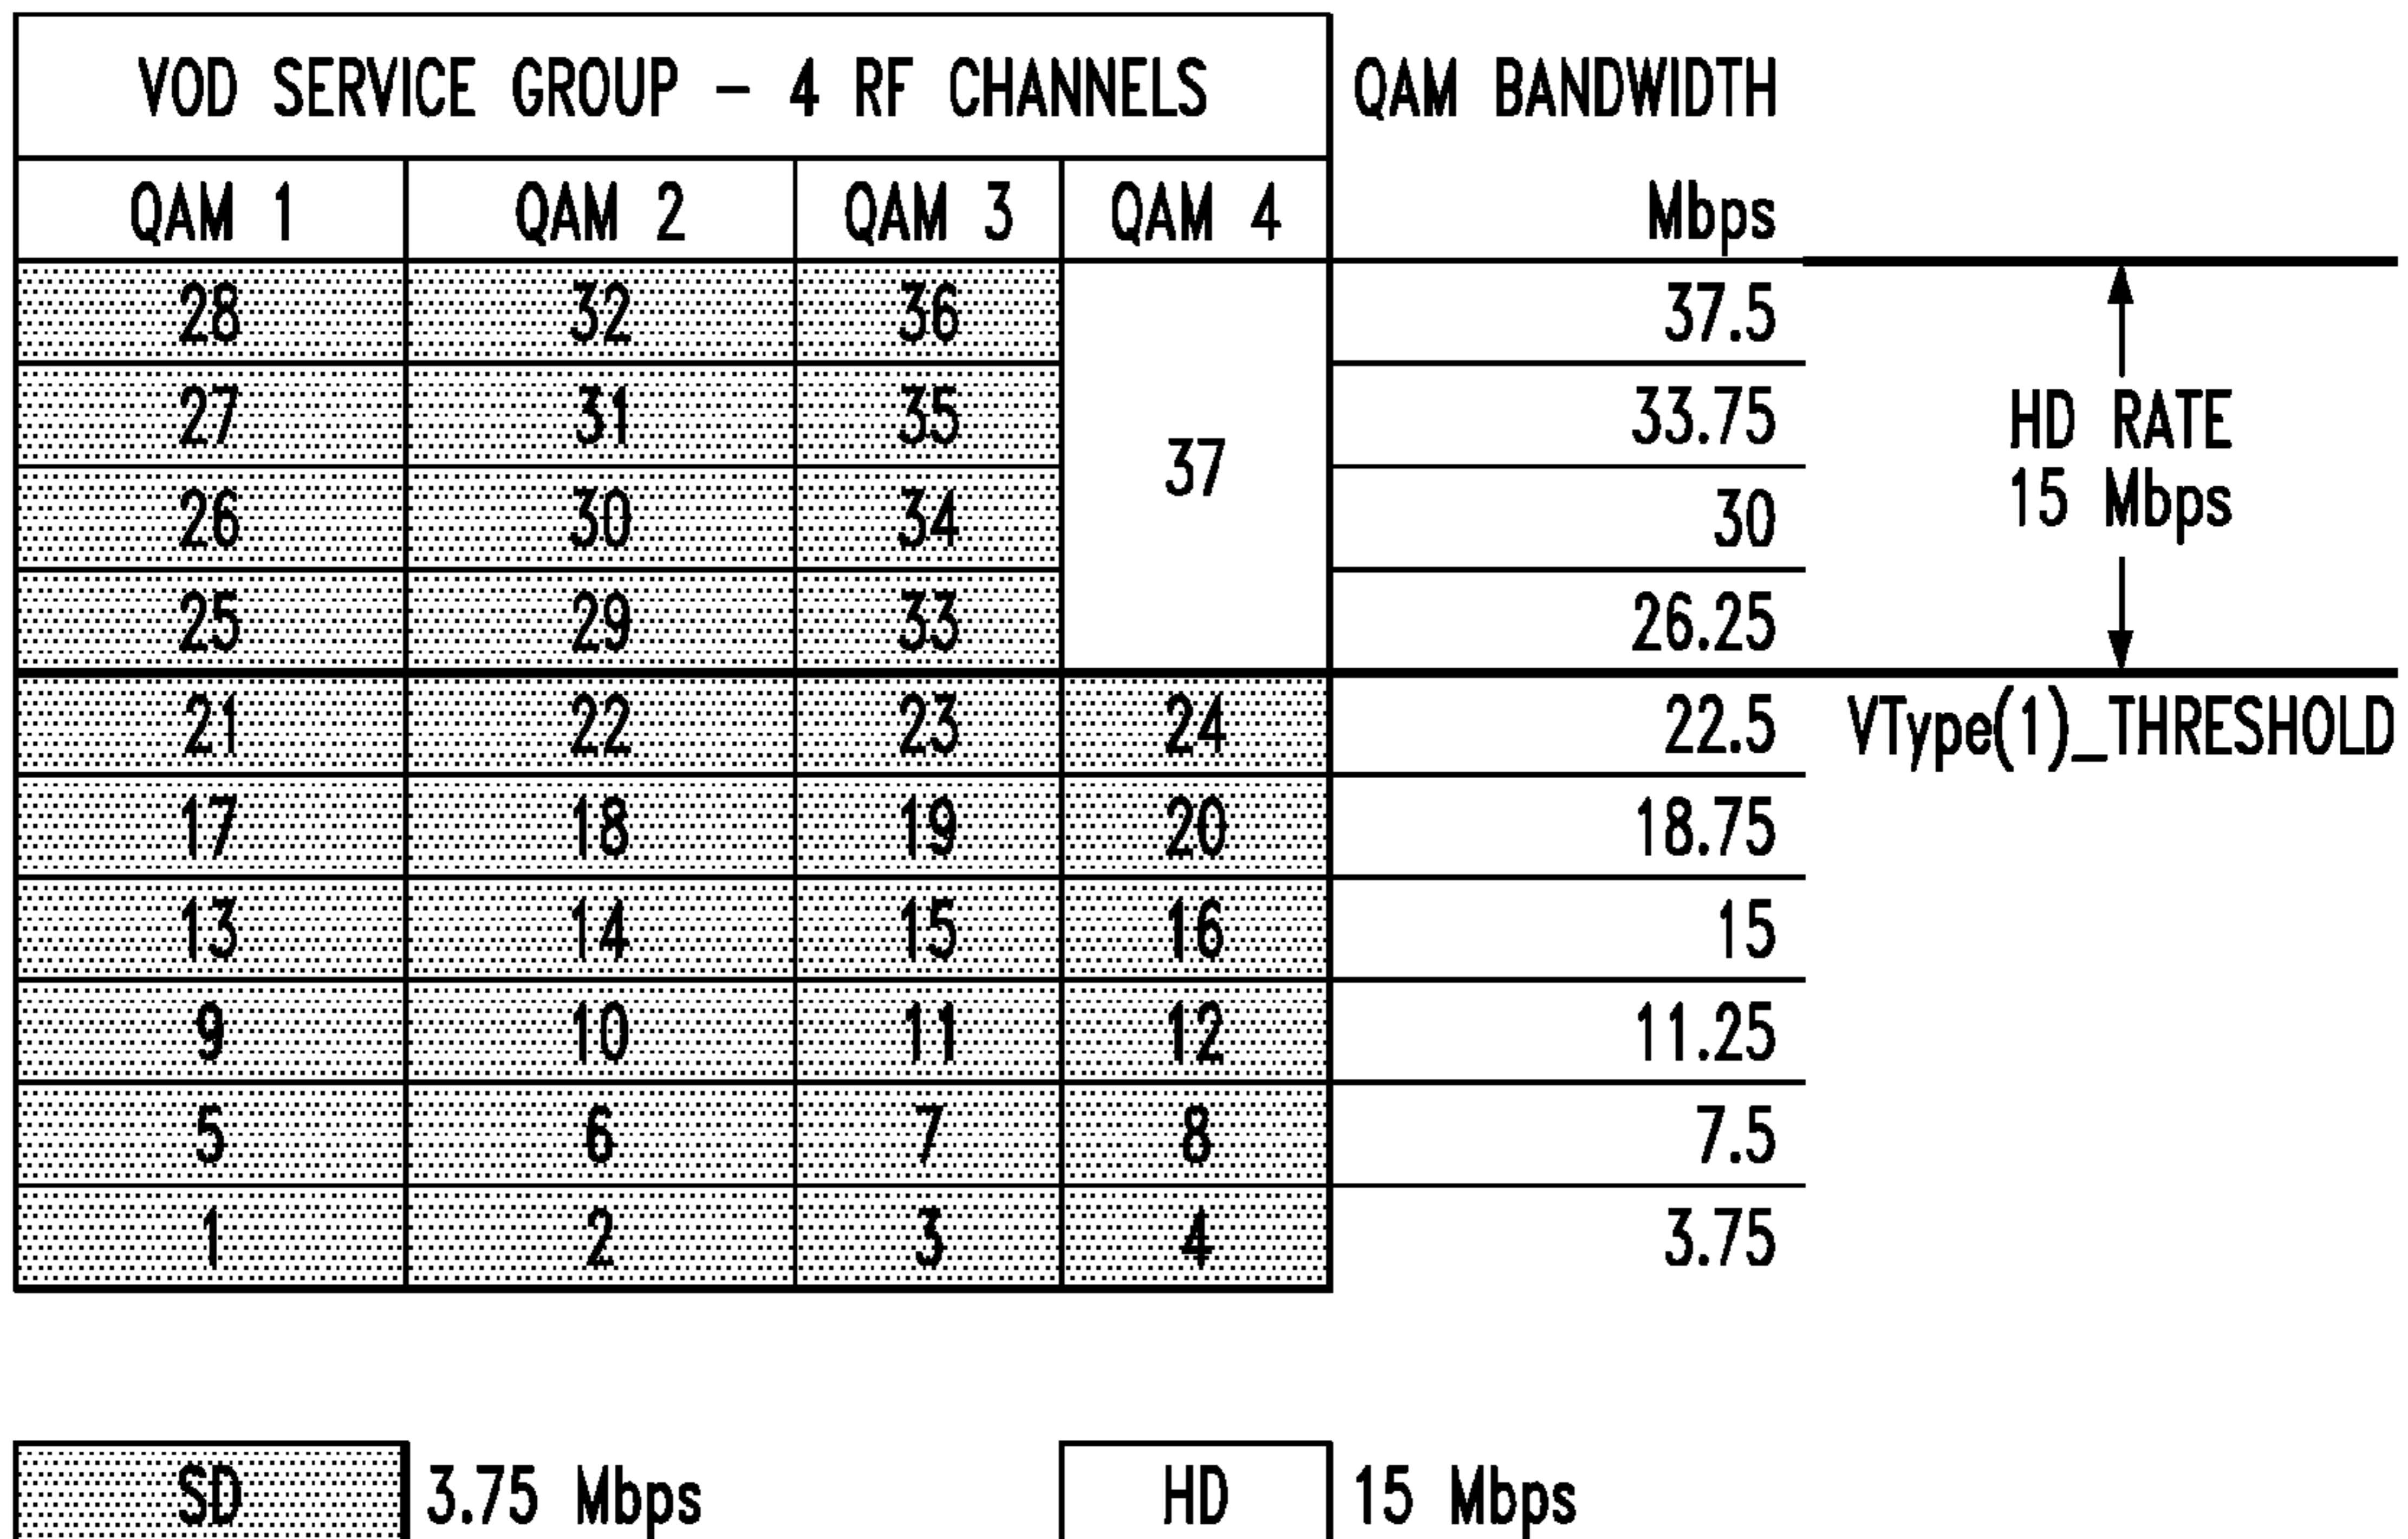 VOD SERVICE GROUP – 4 RF CHANNELS QAM BANDWIDTH
QAM 1 QAM 2 QAM 3 QAM 4 Mbps
28 32 36 37.5
27 31 35 33.75 HD RATE
37
26 30 34 30 15 Mbps
25 29 33 26.25
21 22 23 24 22.5 VType(1)_THRESHOLD
17 18 19 20 18.75
13 14 15 16 15
9 10 11 12 11.25
5 6 7 8 7.5
1 2 3 4 3.75
SD 3.75 Mbps HD 15 Mbps